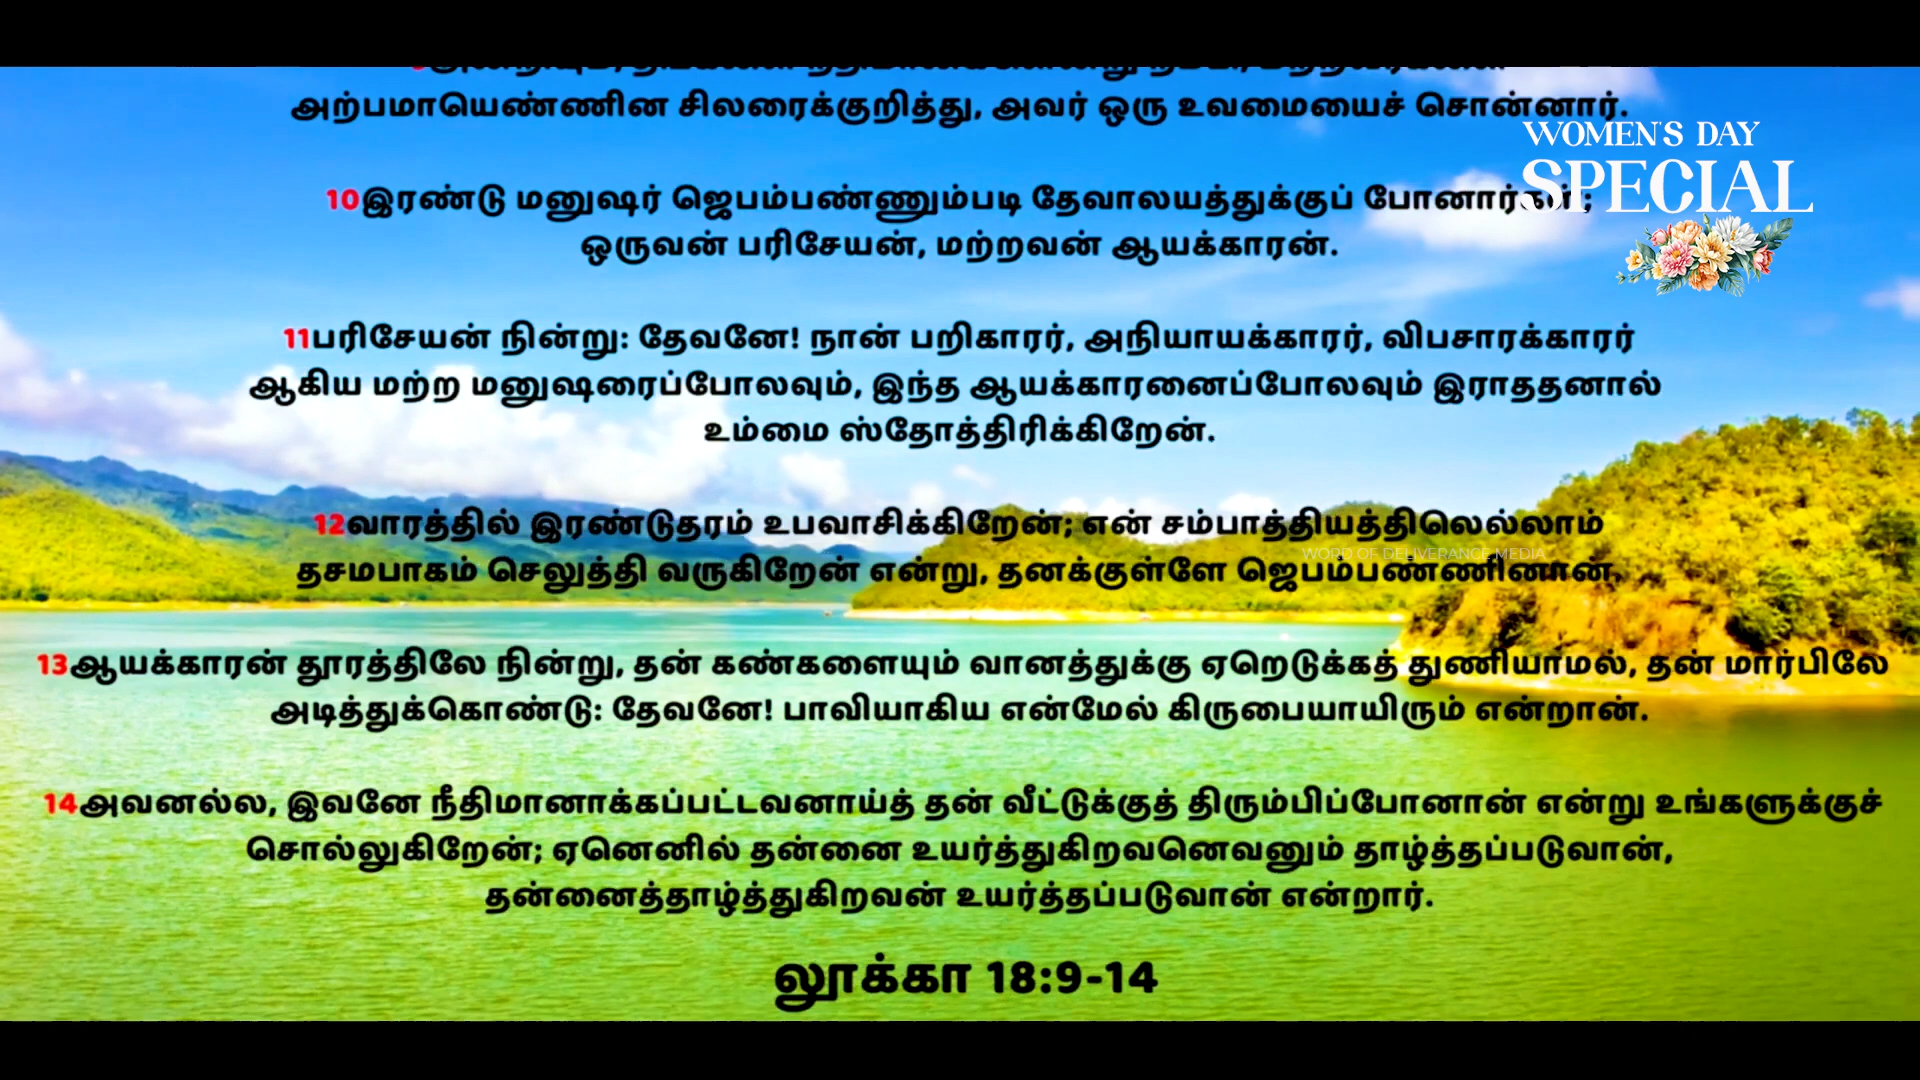 அற்பமாயெண்ணின சிலரைக்குறித்து, அவர் ஒரு உவமையைச் சொன்னார்.
WOMEN'S DAY
SPECIAL
10இரண்டு மனுஷர் ஜெபம்பண்ணும்படி தேவாலயத்துக்குப் போனார்கள்;
ஒருவன் பரிசேயன், மற்றவன் ஆயக்காரன்.
11பரிசேயன் நின்று: தேவனே! நான் பறிகாரர், அநியாயக்காரர், விபசாரக்காரர்
ஆகிய மற்ற மனுஷரைப்போலவும், இந்த ஆயக்காரனைப்போலவும் இராததனால்
உம்மை ஸ்தோத்திரிக்கிறேன்.
12வாரத்தில் இரண்டுதரம் உபவாசிக்கிறேன்; என் சம்பாத்தியத்திலெல்லாம்
WORD OF DELIVERANCE MEDIA
தசமபாகம் செலுத்தி வருகிறேன் என்று, தனக்குள்ளே ஜெபம்பண்ணினான்.
13ஆயக்காரன் தூரத்திலே நின்று, தன் கண்களையும் வானத்துக்கு ஏறெடுக்கத் துணியாமல், தன் மார்பிலே
அடித்துக்கொண்டு: தேவனே! பாவியாகிய என்மேல் கிருபையாயிரும் என்றான்.
14அவனல்ல, இவனே நீதிமானாக்கப்பட்டவனாய்த் தன் வீட்டுக்குத் திரும்பிப்போனான் என்று உங்களுக்குச்
சொல்லுகிறேன்; ஏனெனில் தன்னை உயர்த்துகிறவனெவனும் தாழ்த்தப்படுவான்,
தன்னைத்தாழ்த்துகிறவன் உயர்த்தப்படுவான் என்றார்.
லூக்கா 18:9-14